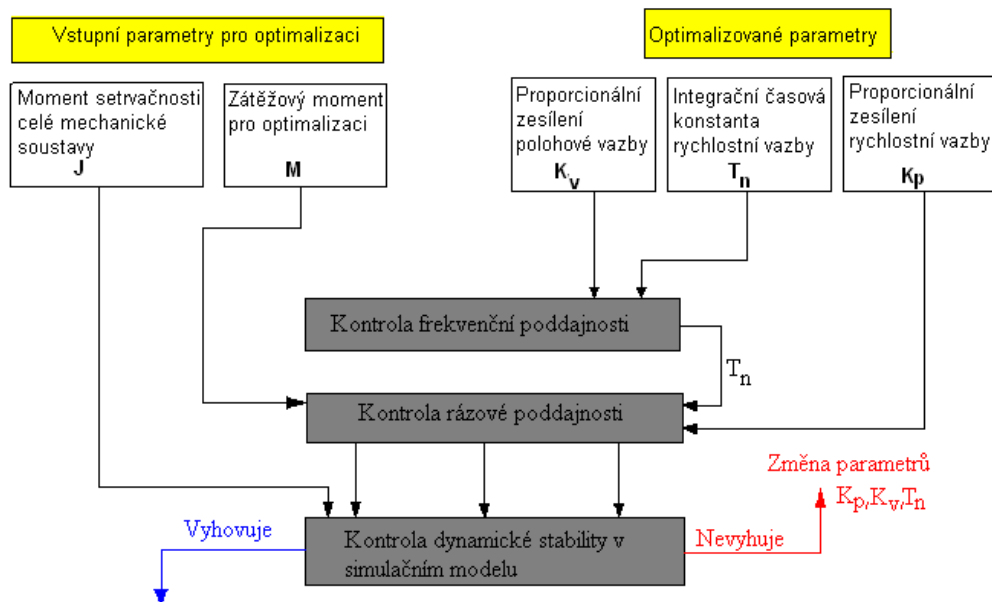 Vstupní parametry pro optimalizaci
Optimalizované parametry
Moment setrvačnosti
celé mechanické
soustavy
J
Zátěžový moment
pro optimalizaci
M
Proporcionální
zesílení
polohové vazby
Kv
Integrační časová
konstanta
rychlostní vazby
Tn
Proporcionální
zesílení
rychlostní vazby
Kp
Kontrola frekvenční poddajnosti
Tn
Kontrola rázové poddajnosti
Změna parametrů
Kp,Kv,Tn
Vyhovuje
Kontrola dynamické stability v
simulačním modelu
Nevyhuje